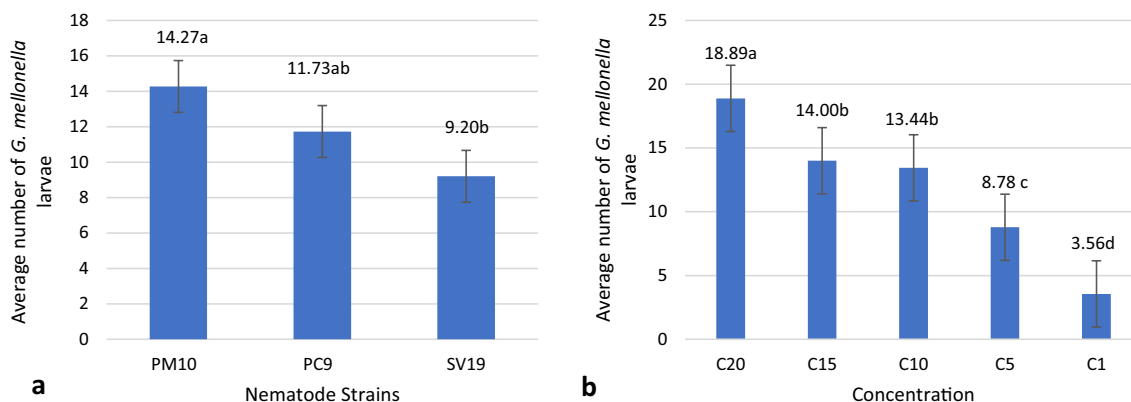 Average number of G. mellonella
larvae
16
14
12
10
8
6
4
2
0
14.27a
11.73ab
9.20b
PM10 PC9 SV19
a
Nematode Strains
Average number of G. mellonella
larvae
25
20
15
10
5
0
18.89a
14.00b
13.44b
8.78 c
3.56d
C20 C15 C10 C5 C1
b
Concentration